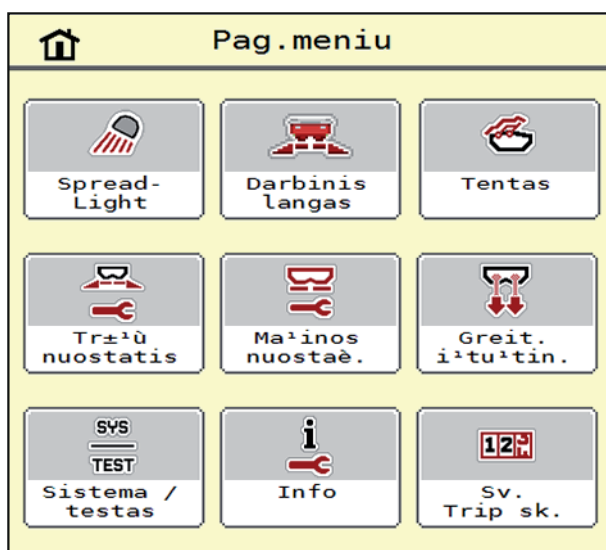 Pag.meniu
Spread-
Light
Darbinis
langas
Tentas
Tr±¹ù
nuostatis
Ma¹inos
nuostaè.
Greit.
i¹tu¹tin.
SYS
TEST
Sistema /
testas
i
Info
123
Sv.
Trip sk.